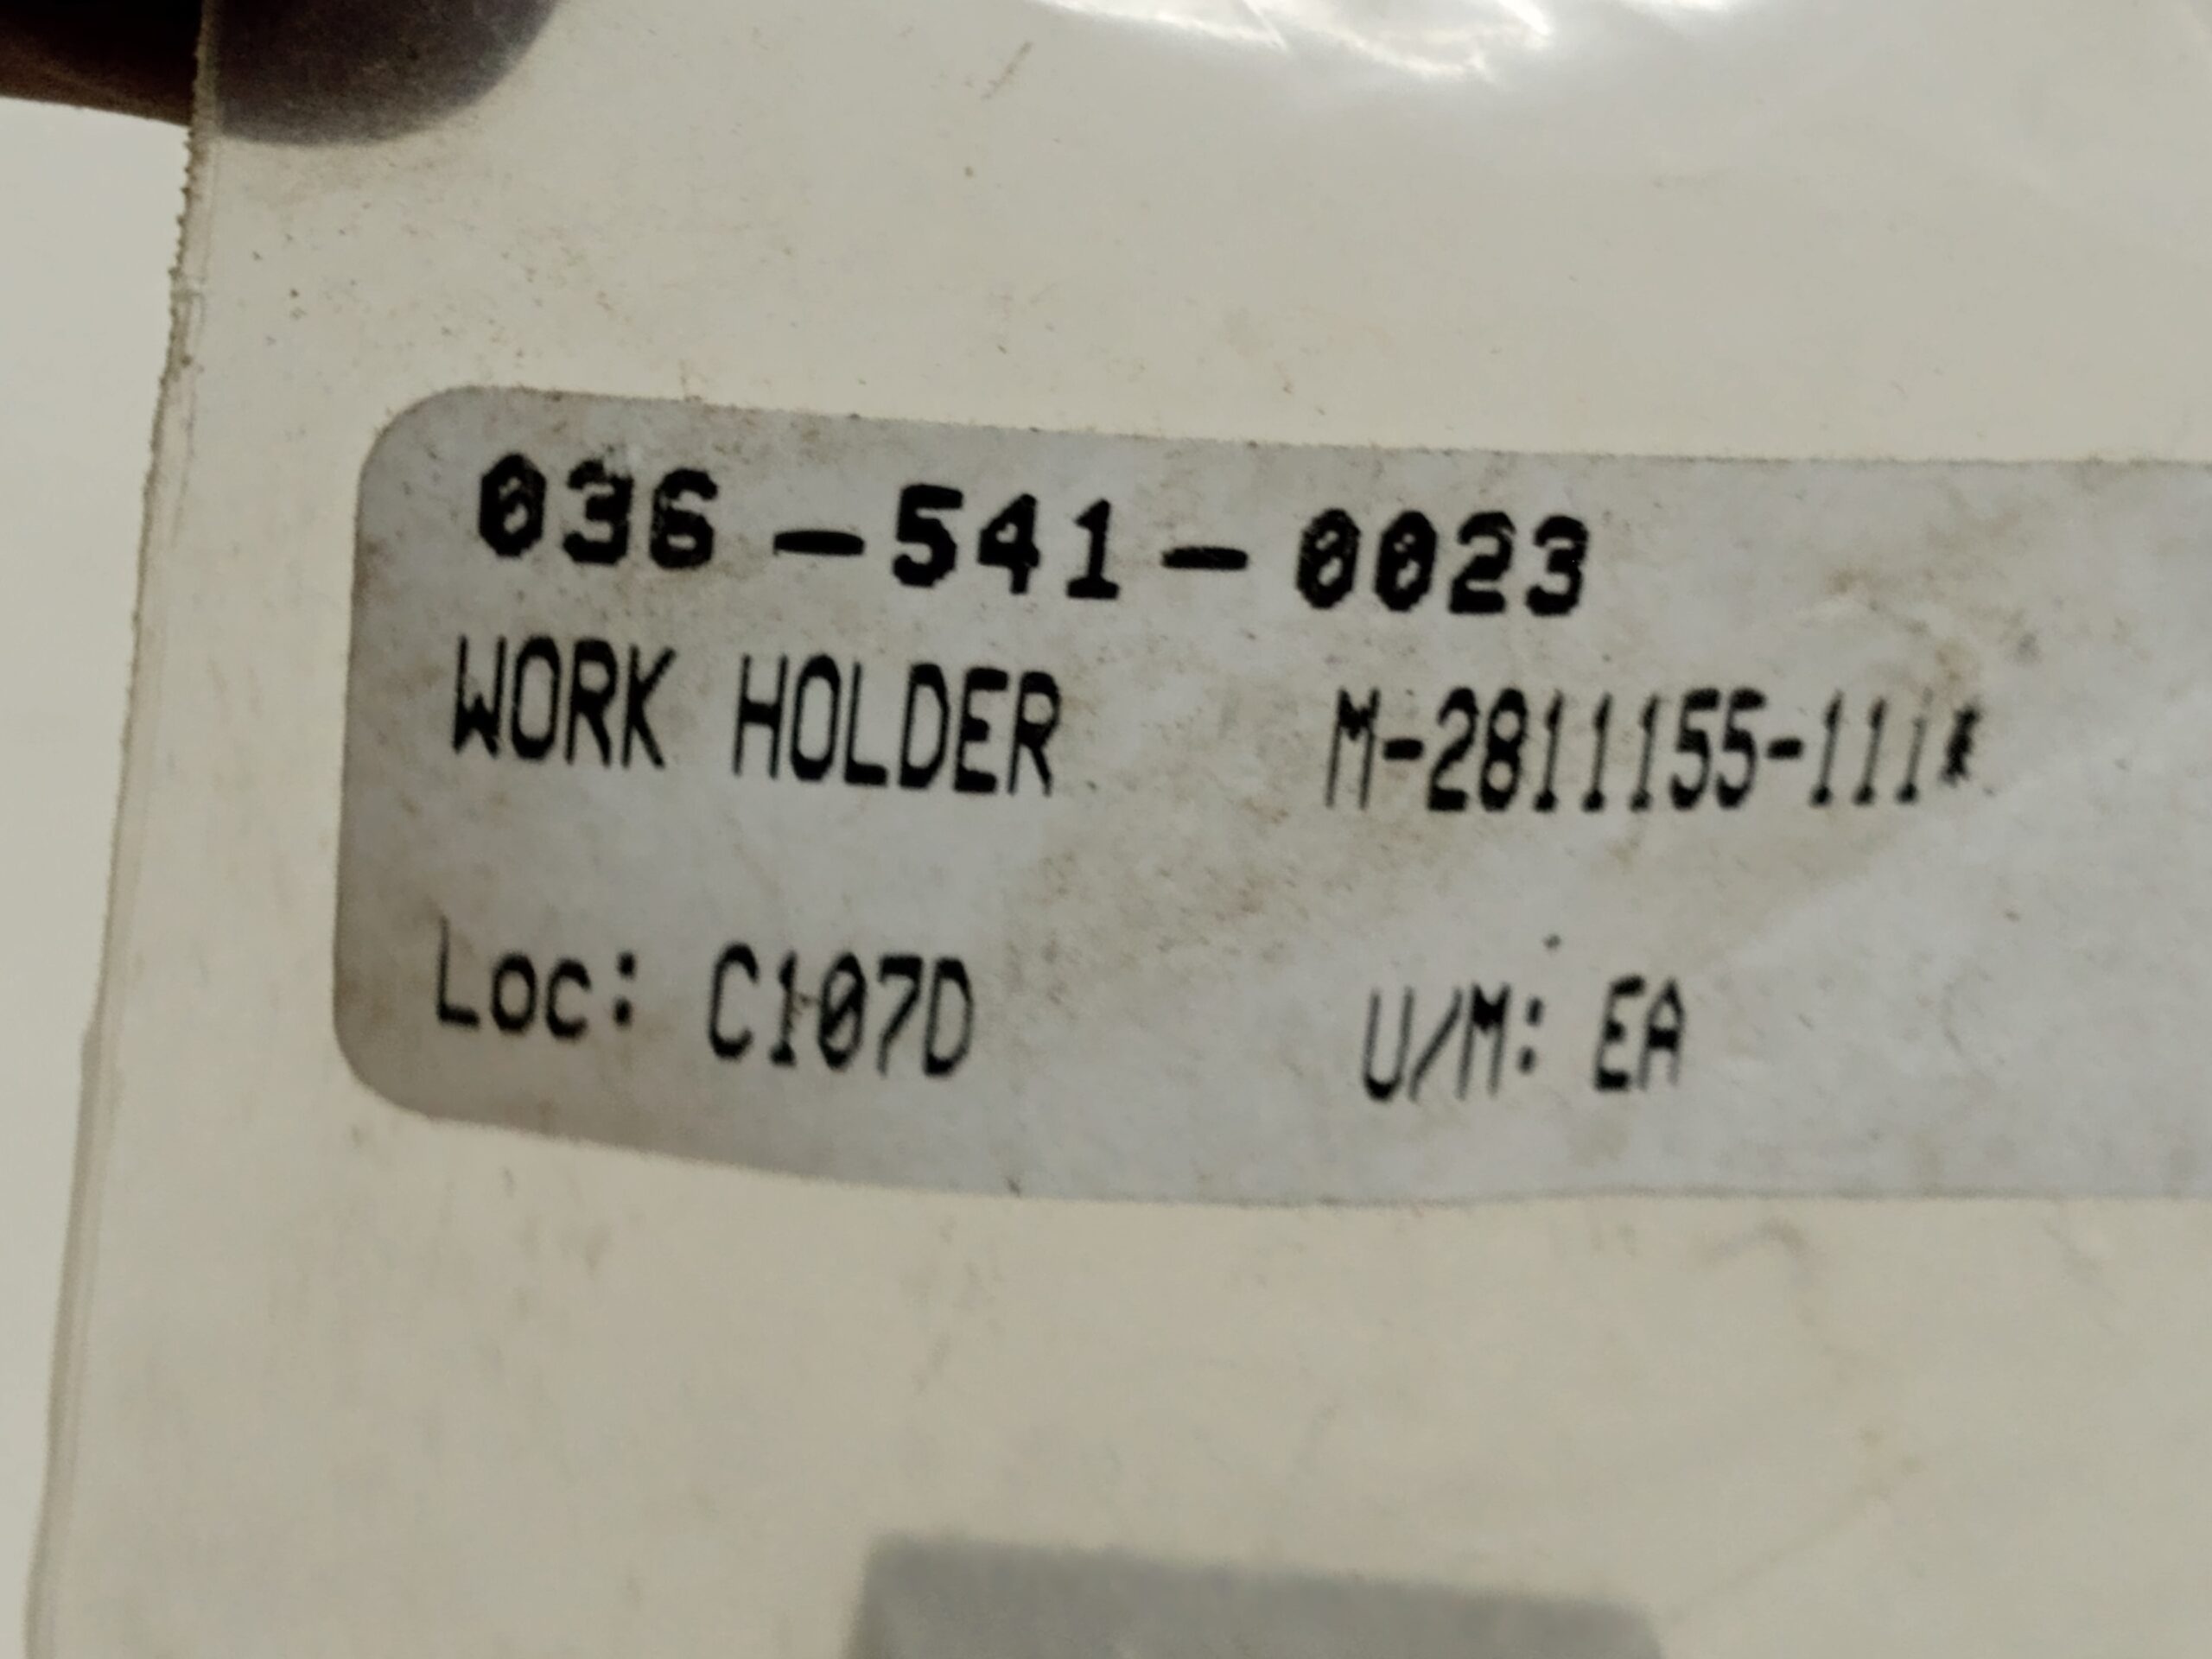 036-541-0023
WORK HOLDER M-2811155-111*
Loc: C107D U/M: EA